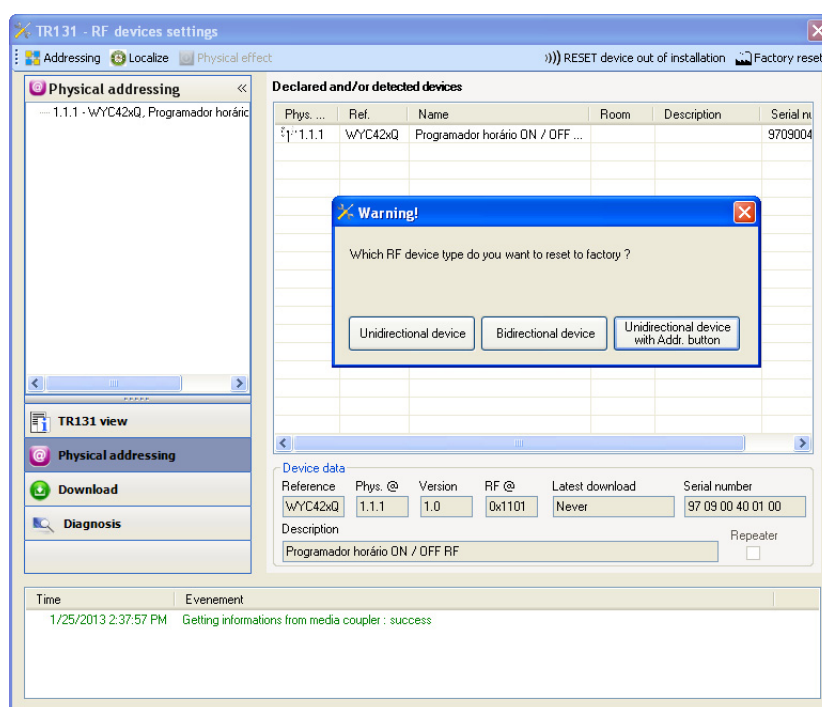 TR131 - RF devices settings
Addressing Localize Physical effect ))) RESET device out of installation Factory reset
Physical addressing «
1.1.1 - WYC42xQ, Programador horáric
Declared and/or detected devices
Phys. ... Ref. Name Room Description Serial nu
1.1.1 WYC42xQ Programador horário ON / OFF ... 9709004
Warning!
Which RF device type do you want to reset to factory ?
Unidirectional device
Bidirectional device
Unidirectional device
with Addr. button
TR131 view
Physical addressing
Download
Diagnosis
Device data
Reference Phys. @ Version RF @ Latest download Serial number
WYC42xQ 1.1.1 1.0 0x1101 Never 97 09 00 40 01 00
Description
Repeater
Programador horário ON / OFF RF
Time Evenement
1/25/2013 2:37:57 PM Getting informations from media coupler : success